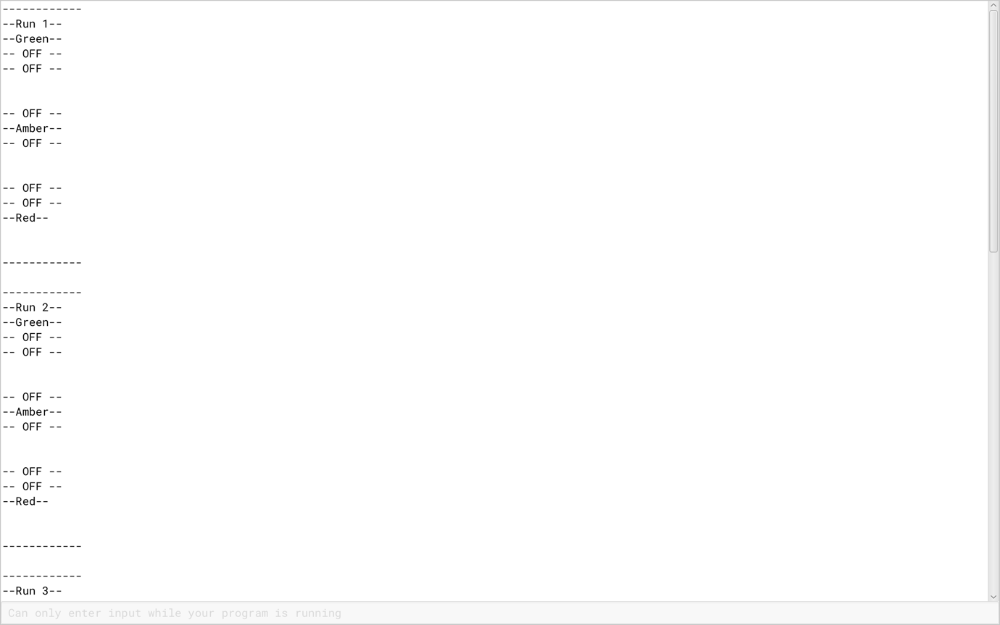 ------------
--Run 1--
--Green--
-- OFF --
-- OFF --
-- OFF --
--Amber--
-- OFF --
-- OFF --
-- OFF --
--Red--
------------
------------
--Run 2--
--Green--
-- OFF --
-- OFF --
-- OFF --
--Amber--
-- OFF --
-- OFF --
-- OFF --
--Red--
------------
------------
--Run 3--
Can only enter input while your program is running